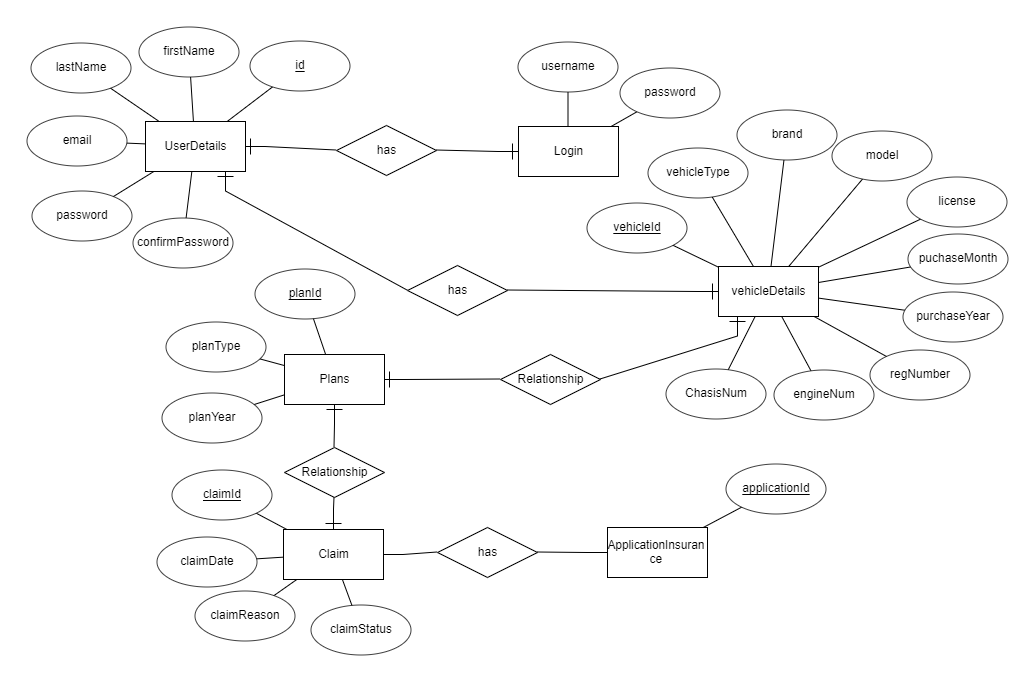 firstName
lastName
id
username
password
brand
email
UserDetails
has
Login
model
vehicleType
license
password
confirmPassword
vehicleId
puchaseMonth
planId
has
vehicleDetails
purchaseYear
planType
Plans
Relationship
regNumber
ChasisNum
engineNum
planYear
Relationship
claimId
applicationId
claimDate
Claim
has
ApplicationInsuran
ce
claimReason
claimStatus